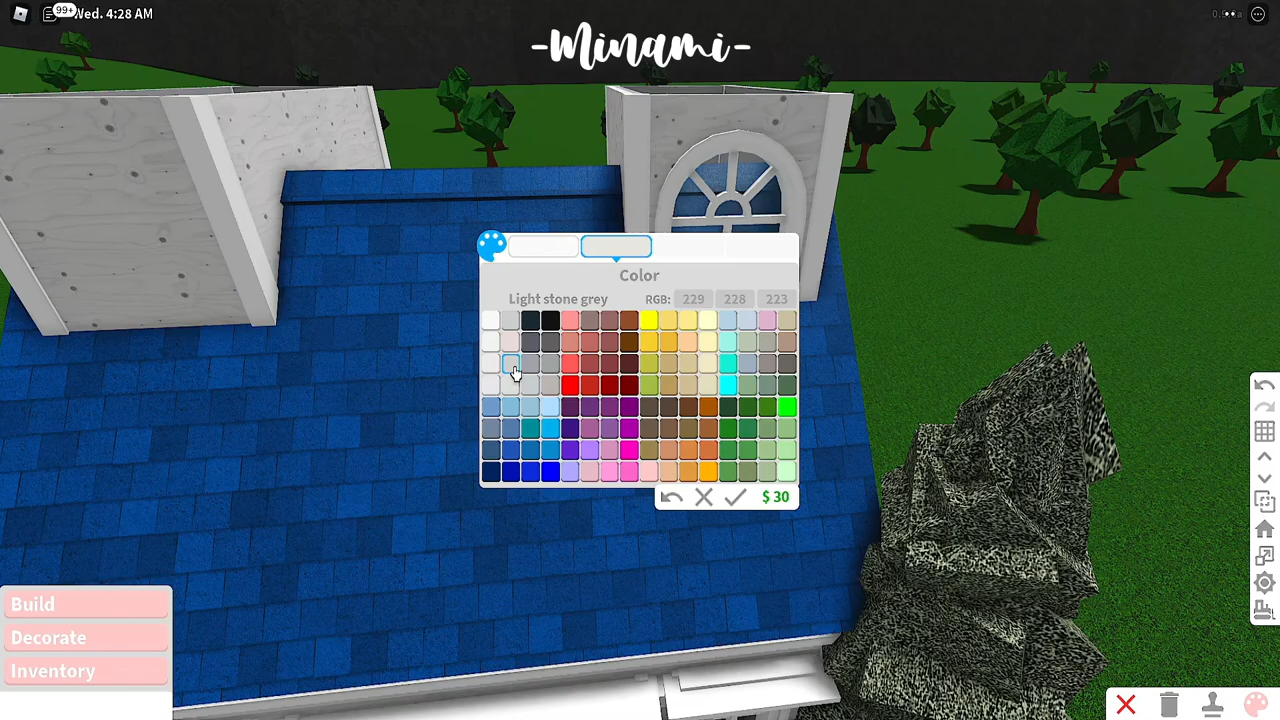 99+
Wed. 4:28 AM
-Minami-
Color
Light stone grey
RGB: 229 228 223
$ 30
Build
Decorate
Inventory